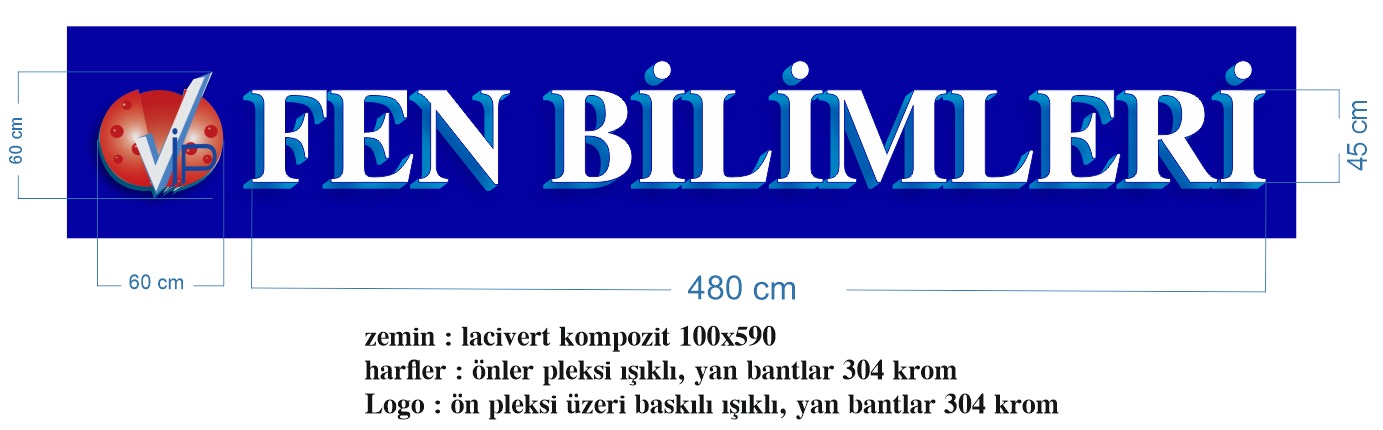 VİP FEN BİLİMLERİ
60 cm
45 cm
60 cm
480 cm
zemin : lacivert kompozit 100x590
harfler : önler pleksi ışıklı, yan bantlar 304 krom
Logo : ön pleksi üzeri baskılı ışıklı, yan bantlar 304 krom